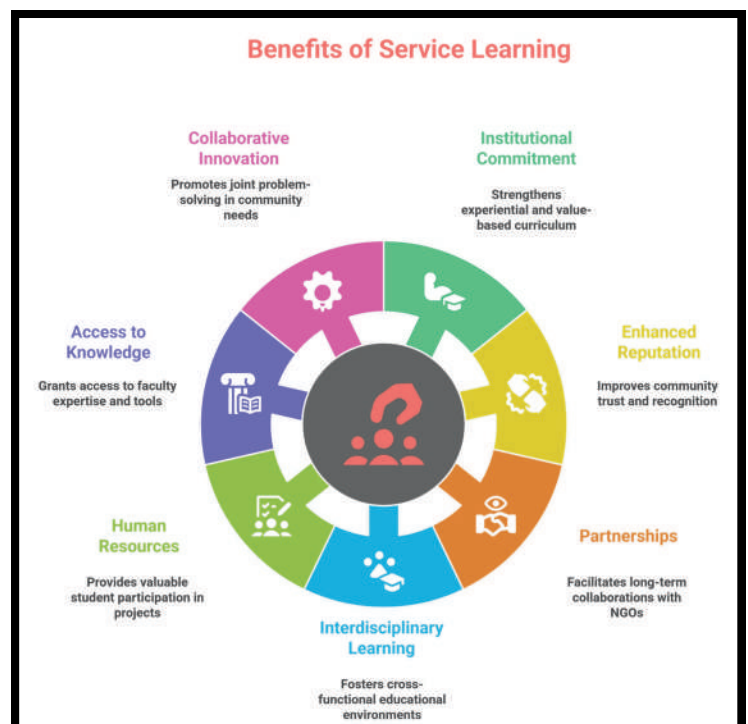 Benefits of Service Learning
Collaborative
Innovation
Promotes joint problem-
solving in community
needs
Institutional
Commitment
Strengthens
experiential and value-
based curriculum
Access to
Knowledge
Grants access to faculty
expertise and tools
Enhanced
Reputation
Improves community
trust and recognition
Human
Resources
Provides valuable
student participation in
projects
Partnerships
Facilitates long-term
collaborations with
NGOs
Interdisciplinary
Learning
Fosters cross-
functional educational
environments